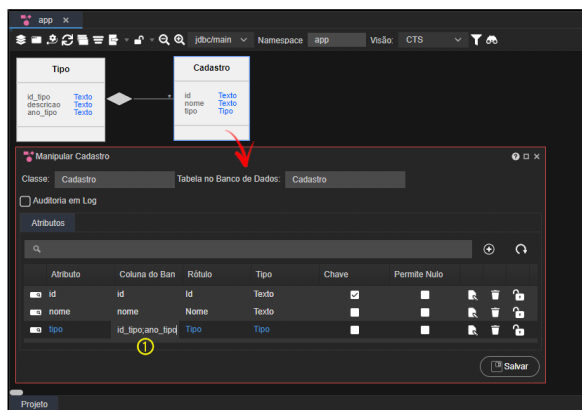 app ×
jdbc/main Namespace app Visão: CTS
Tipo
id_tipo Texto
descricao Texto
ano_tipo Texto
Cadastro
id Texto
nome Texto
tipo Tipo
Manipular Cadastro
Classe: Cadastro Tabela no Banco de Dados: Cadastro
Auditoria em Log
Atributos
Atributo Coluna do Ban Rótulo Tipo Chave Permite Nulo
id id Id Texto
nome nome Nome Texto
tipo id_tipo;ano_tipo Tipo Tipo
1
Salvar
Projeto